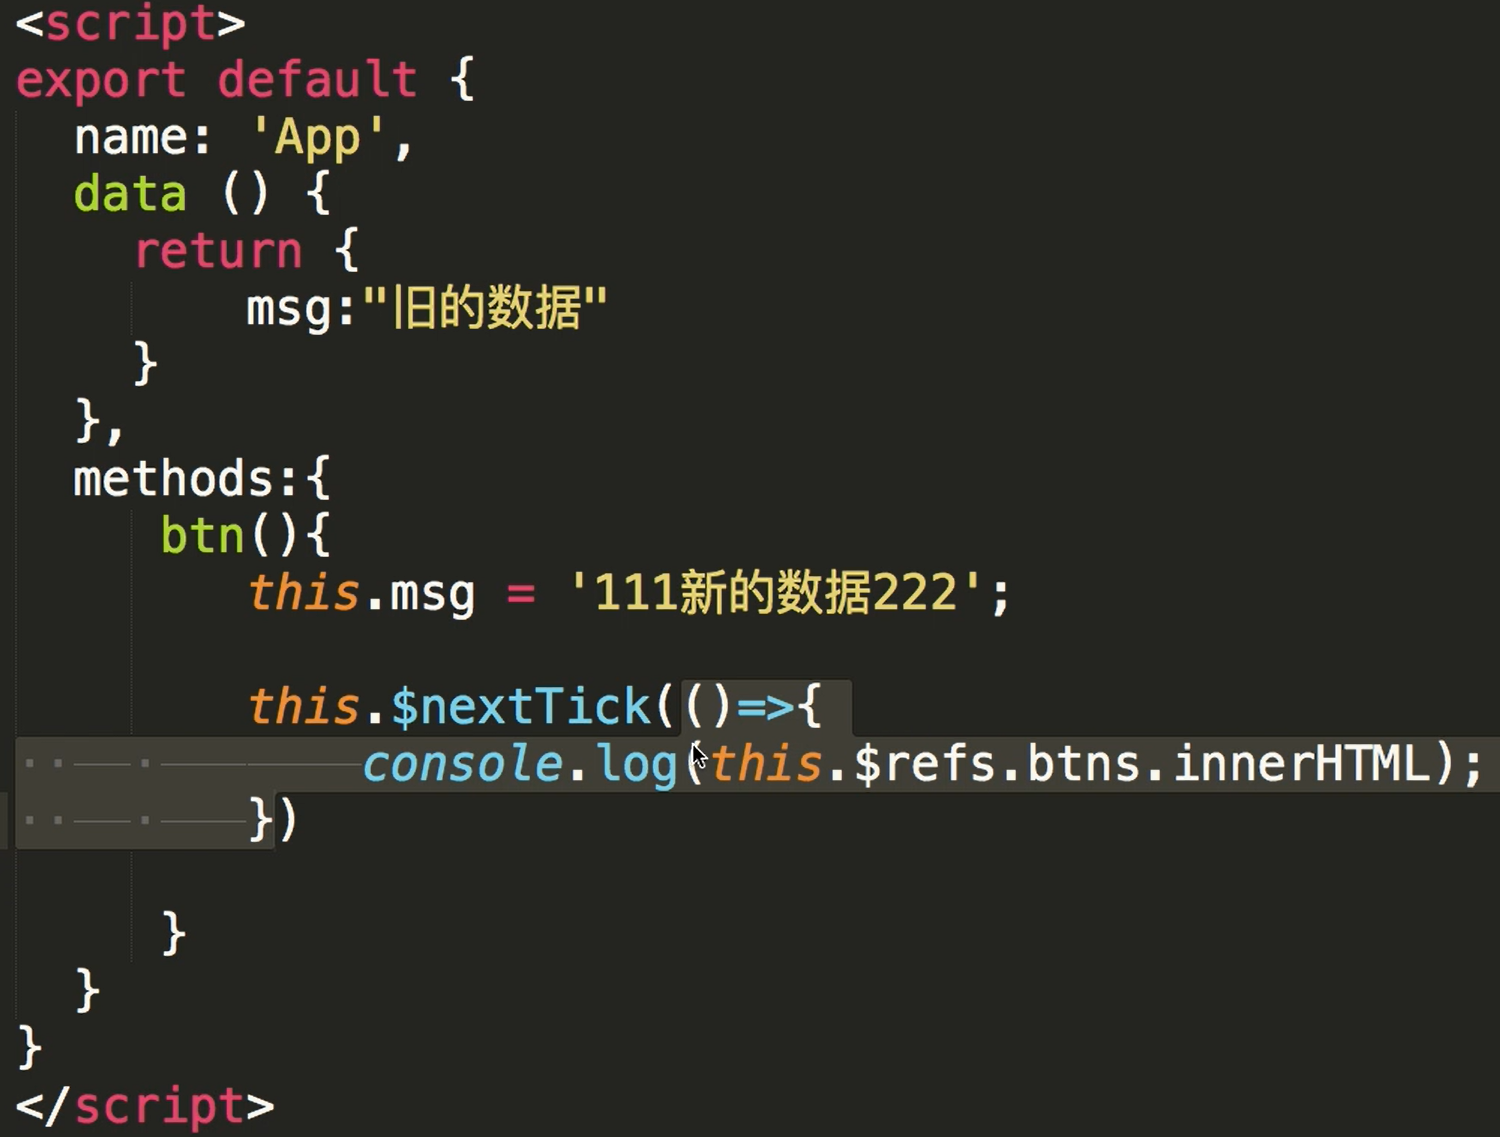 <script>
export default {
name: 'App',
data () {
return {
msg:"旧的数据"
}
},
methods:{
btn(){
this.msg = '111新的数据222';
this.$nextTick(()=>{
console.log(this.$refs.btns.innerHTML);
})
}
}
}
</script>